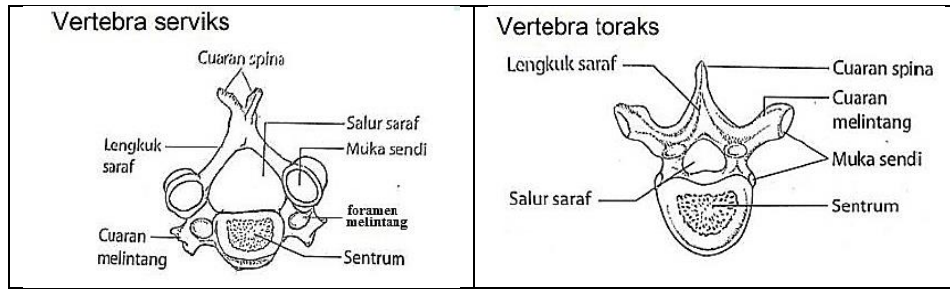 Vertebra serviks
Cuaran spina
Salur saraf
Muka sendi
Lengkuk
saraf
foramen
melintang
Cuaran
melintang
Sentrum
Vertebra toraks
Lengkuk saraf
Cuaran spina
Cuaran
melintang
Muka sendi
Salur saraf
Sentrum